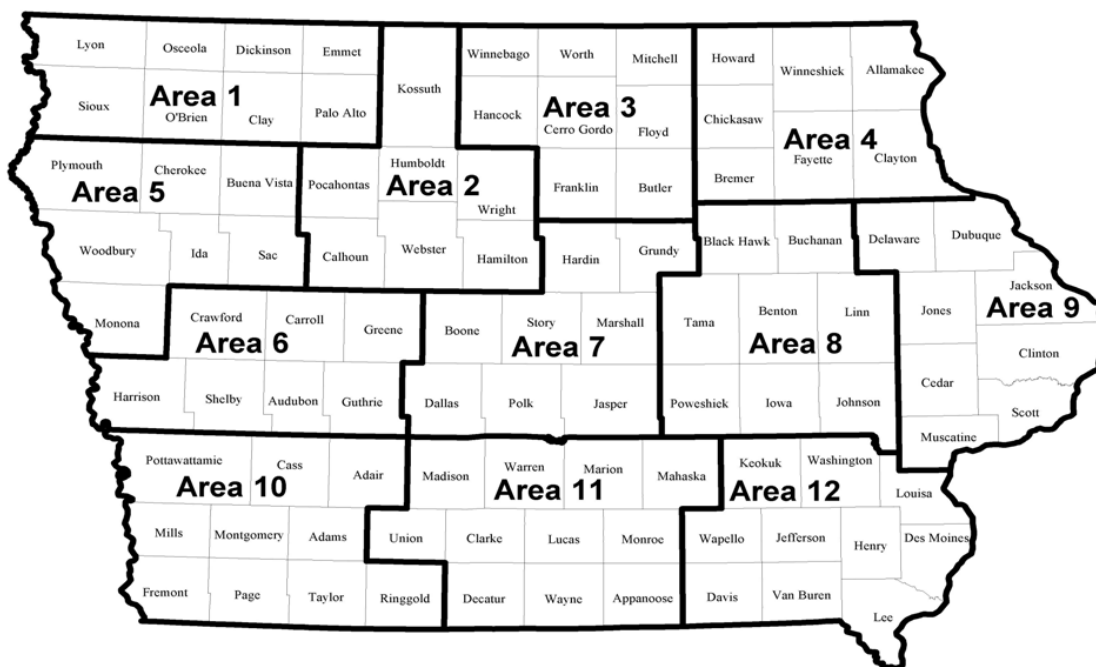 Lyon
Osceola
Dickinson
Emmet
Sioux
Area 1
O'Brien
Clay
Palo Alto
Kossuth
Humboldt
Pocahontas
Area 2
Wright
Calhoun
Webster
Hamilton
Winnebago
Worth
Mitchell
Hancock
Area 3
Cerro Gordo
Floyd
Franklin
Butler
Howard
Winneshiek
Allamakee
Chickasaw
Area 4
Fayette
Clayton
Bremer
Plymouth
Cherokee
Buena Vista
Area 5
Woodbury
Ida
Sac
Monona
Crawford
Carroll
Greene
Area 6
Harrison
Shelby
Audubon
Guthrie
Hardin
Grundy
Boone
Story
Marshall
Area 7
Dallas
Polk
Jasper
Black Hawk
Buchanan
Tama
Benton
Linn
Area 8
Poweshiek
Iowa
Johnson
Delaware
Dubuque
Jones
Jackson
Area 9
Clinton
Cedar
Scott
Muscatine
Pottawattamie
Cass
Adair
Area 10
Mills
Montgomery
Adams
Fremont
Page
Taylor
Ringgold
Madison
Warren
Marion
Mahaska
Area 11
Union
Clarke
Lucas
Monroe
Decatur
Wayne
Appanoose
Keokuk
Washington
Area 12
Louisa
Wapello
Jefferson
Henry
Des Moines
Davis
Van Buren
Lee